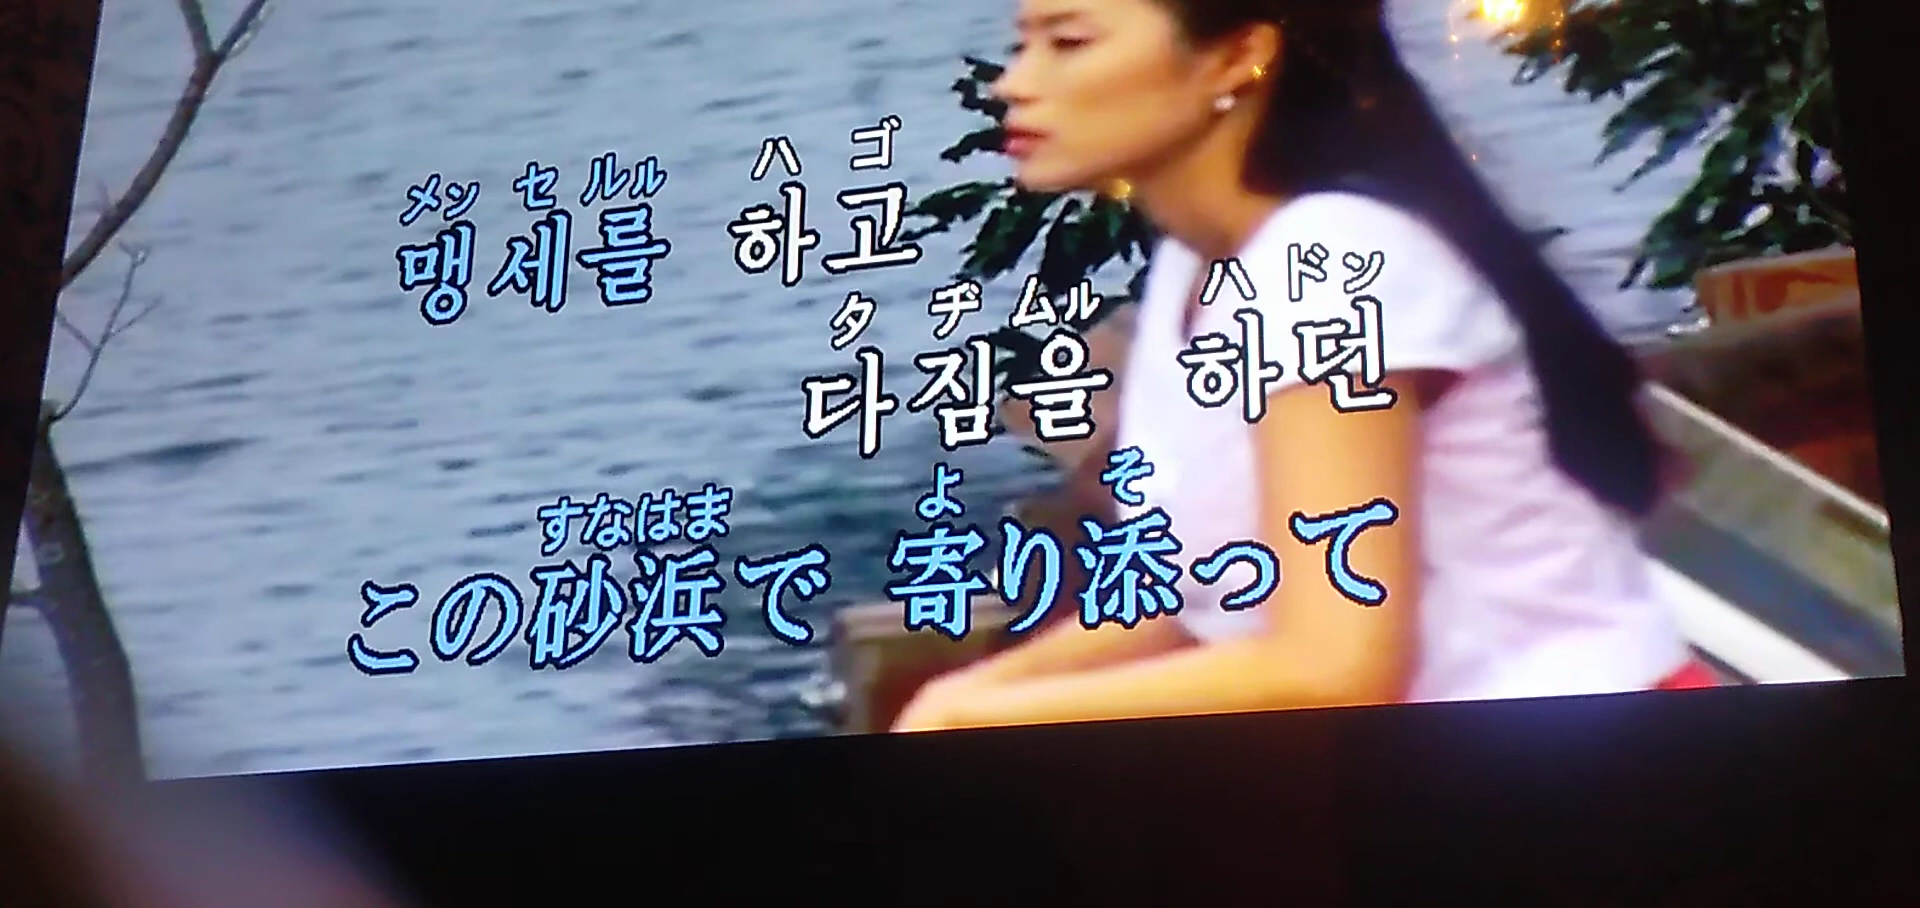 メン セ ルル ハ ゴ
맹세를 하고
タ ヂ ムル ハ ドン
다짐을 하던
すなはま よ そ
この砂浜で 寄り添って